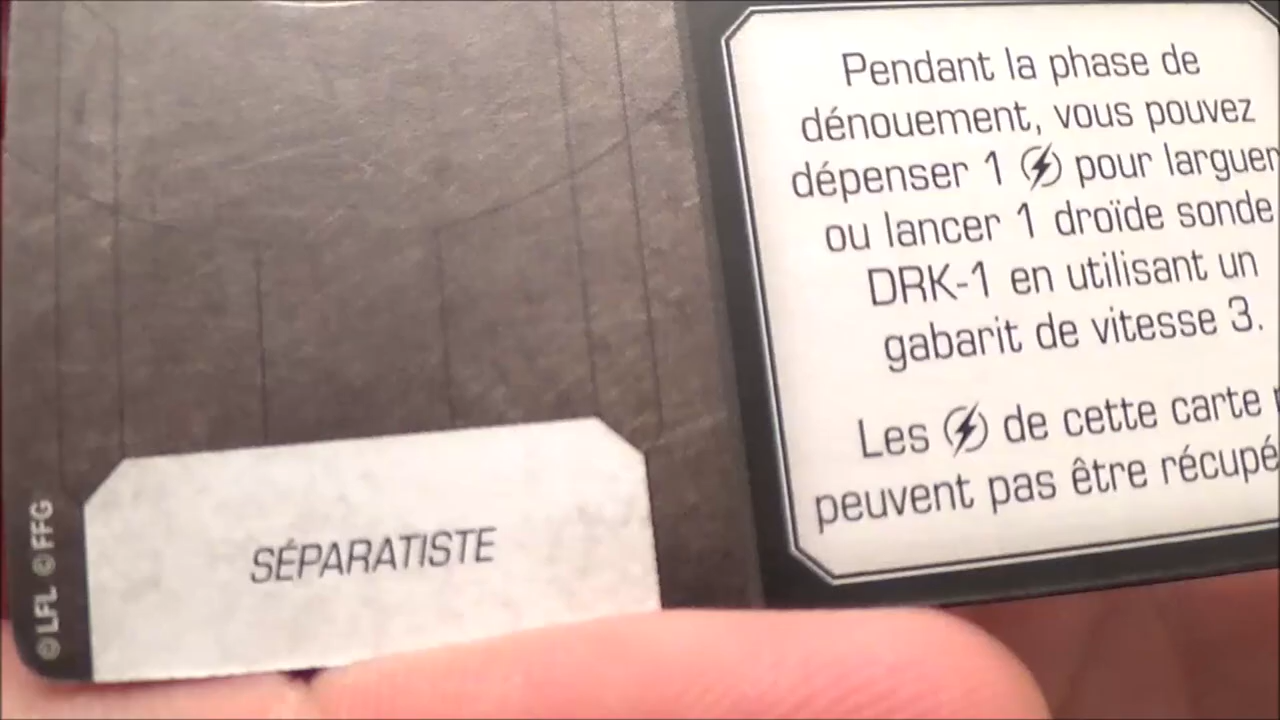 Pendant la phase de
dénouement, vous pouvez
dépenser 1 pour larguer
ou lancer 1 droïde sonde
DRK-1 en utilisant un
gabarit de vitesse 3.
Les de cette carte
peuvent pas être récupé
SÉPARATISTE
©LFL ©FFG